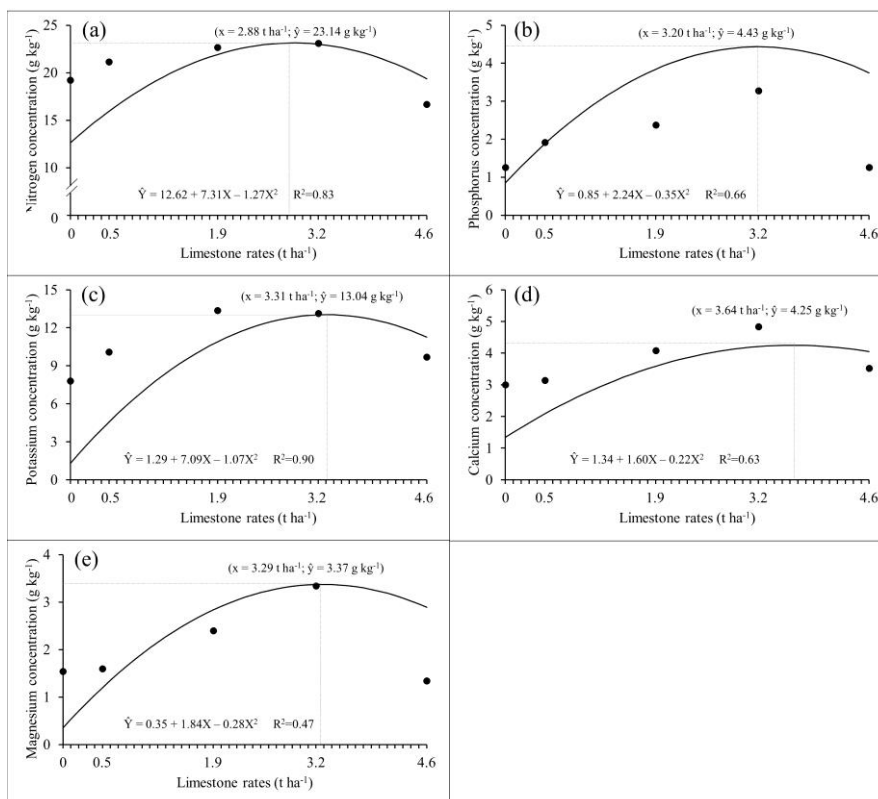 (a)
(x = 2.88 t ha⁻¹; ŷ = 23.14 g kg⁻¹)
Nitrogen concentration (g kg⁻¹)
25
20
15
10
0
Ŷ = 12.62 + 7.31X – 1.27X² R²=0.83
0 0.5 1.9 3.2 4.6
Limestone rates (t ha⁻¹)
(b)
(x = 3.20 t ha⁻¹; ŷ = 4.43 g kg⁻¹)
Phosphorus concentration (g kg⁻¹)
5
4
3
2
1
0
Ŷ = 0.85 + 2.24X – 0.35X² R²=0.66
0 0.5 1.9 3.2 4.6
Limestone rates (t ha⁻¹)
(c)
(x = 3.31 t ha⁻¹; ŷ = 13.04 g kg⁻¹)
Potassium concentration (g kg⁻¹)
15
12
9
6
3
0
Ŷ = 1.29 + 7.09X – 1.07X² R²=0.90
0 0.5 1.9 3.2 4.6
Limestone rates (t ha⁻¹)
(d)
(x = 3.64 t ha⁻¹; ŷ = 4.25 g kg⁻¹)
Calcium concentration (g kg⁻¹)
6
5
4
3
2
1
0
Ŷ = 1.34 + 1.60X – 0.22X² R²=0.63
0 0.5 1.9 3.2 4.6
Limestone rates (t ha⁻¹)
(e)
(x = 3.29 t ha⁻¹; ŷ = 3.37 g kg⁻¹)
Magnesium concentration (g kg⁻¹)
4
3
2
1
0
Ŷ = 0.35 + 1.84X – 0.28X² R²=0.47
0 0.5 1.9 3.2 4.6
Limestone rates (t ha⁻¹)